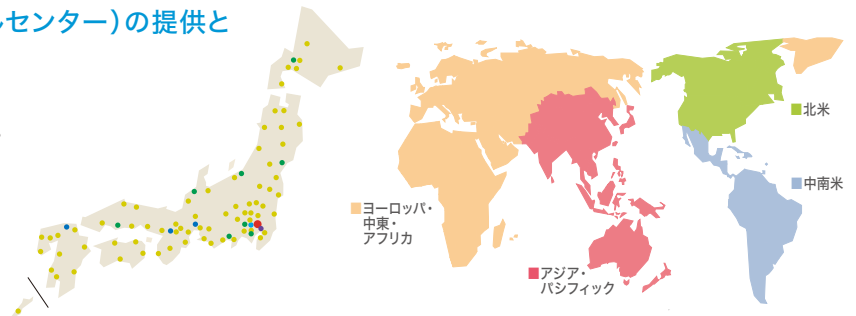 ルセンター)の提供と
北米
中南米
ヨーロッパ・
中東・
アフリカ
アジア・
パシフィック